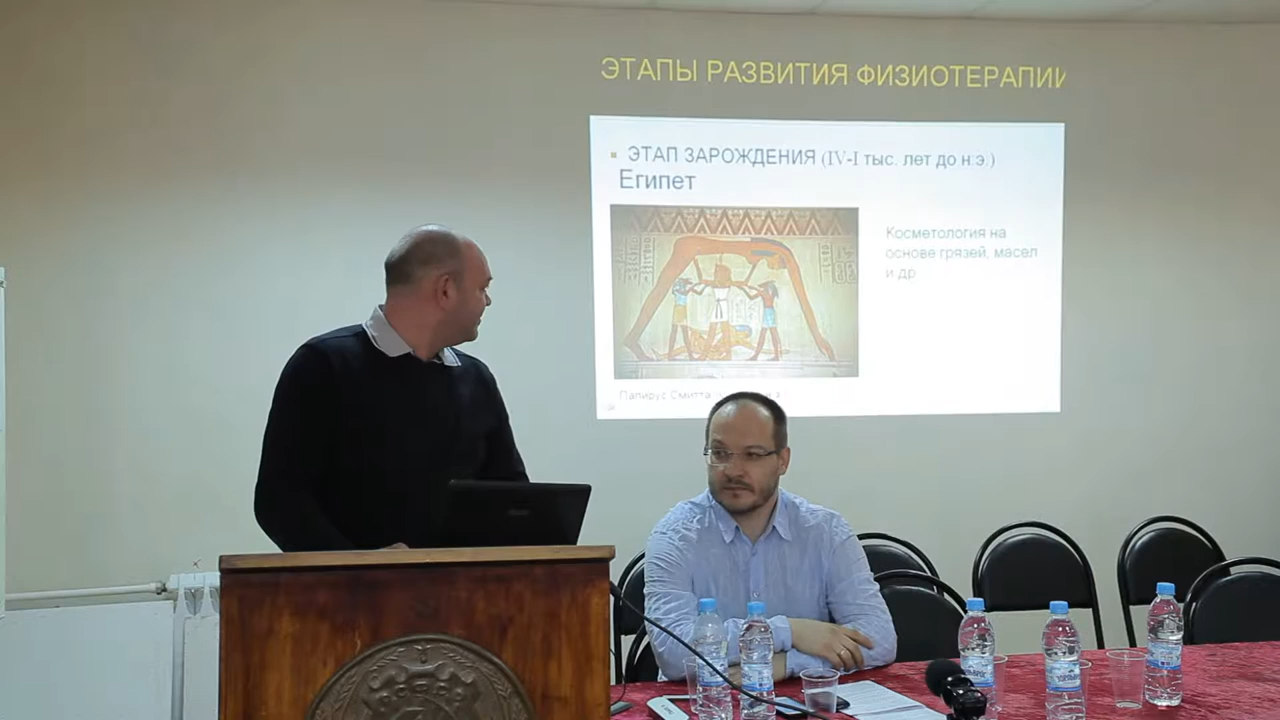 ЭТАПЫ РАЗВИТИЯ ФИЗИОТЕРАПИИ
ЭТАП ЗАРОЖДЕНИЯ (IV-I тыс. лет до н.э.)
Египет
Косметология на
основе грязей, масел
и др
Папирус Смитта